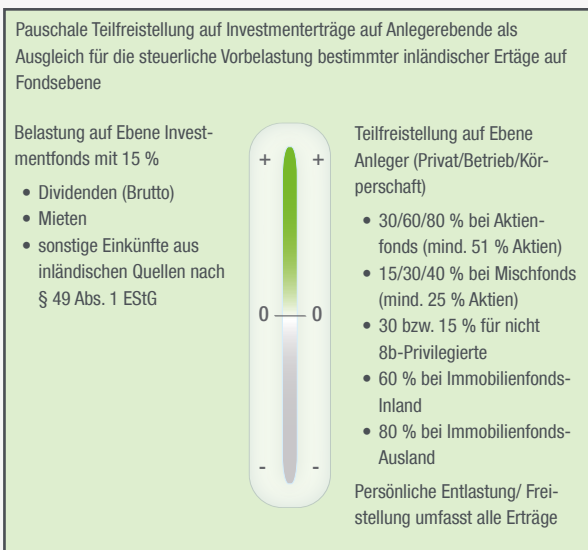 Pauschale Teilfreistellung auf Investmenterträge auf Anlegerebende als
Ausgleich für die steuerliche Vorbelastung bestimmter inländischer Ertäge auf
Fondsebene
Belastung auf Ebene Invest-
mentfonds mit 15 %
• Dividenden (Brutto)
• Mieten
• sonstige Einkünfte aus
inländischen Quellen nach
§ 49 Abs. 1 EStG
+ +
0 0
- -
Teilfreistellung auf Ebene
Anleger (Privat/Betrieb/Kör-
perschaft)
• 30/60/80 % bei Aktien-
fonds (mind. 51 % Aktien)
• 15/30/40 % bei Mischfonds
(mind. 25 % Aktien)
• 30 bzw. 15 % für nicht
8b-Privilegierte
• 60 % bei Immobilienfonds-
Inland
• 80 % bei Immobilienfonds-
Ausland
Persönliche Entlastung/ Frei-
stellung umfasst alle Erträge